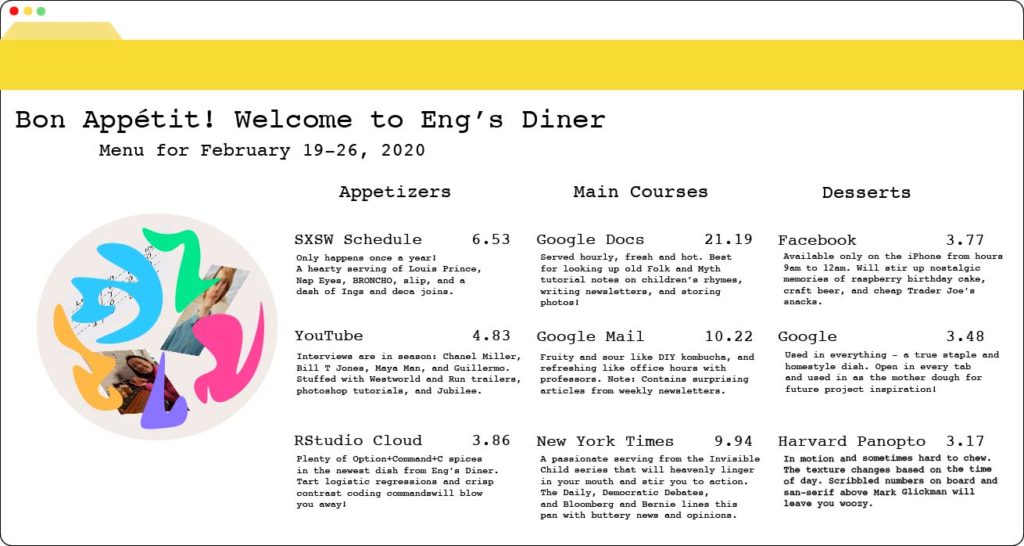 Bon Appétit! Welcome to Eng's Diner
Menu for February 19-26, 2020
Appetizers
SXSW Schedule 6.53
Only happens once a year!
A hearty serving of Louis Prince,
Nap Eyes, BRONCHO, slip, and a
dash of Ings and deca joins.
YouTube 4.83
Interviews are in season: Chanel Miller,
Bill T Jones, Maya Man, and Guillermo.
Stuffed with Westworld and Run trailers,
photoshop tutorials, and Jubilee.
RStudio Cloud 3.86
Plenty of Option+Command+C spices
in the newest dish from Eng's Diner.
Tart logistic regressions and crisp
contrast coding commandswill blow
you away!
Main Courses
Google Docs 21.19
Served hourly, fresh and hot. Best
for looking up old Folk and Myth
tutorial notes on children's rhymes,
writing newsletters, and storing
photos!
Google Mail 10.22
Fruity and sour like DIY kombucha, and
refreshing like office hours with
professors. Note: Contains surprising
articles from weekly newsletters.
New York Times 9.94
A passionate serving from the Invisible
Child series that will heavenly linger
in your mouth and stir you to action.
The Daily, Democratic Debates,
and Bloomberg and Bernie lines this
pan with buttery news and opinions.
Desserts
Facebook 3.77
Available only on the iPhone from hours
9am to 12am. Will stir up nostalgic
memories of raspberry birthday cake,
craft beer, and cheap Trader Joe's
snacks.
Google 3.48
Used in everything - a true staple and
homestyle dish. Open in every tab
and used in as the mother dough for
future project inspiration!
Harvard Panopto 3.17
In motion and sometimes hard to chew.
The texture changes based on the time
of day. Scribbled numbers on board and
san-serif above Mark Glickman will
leave you woozy.